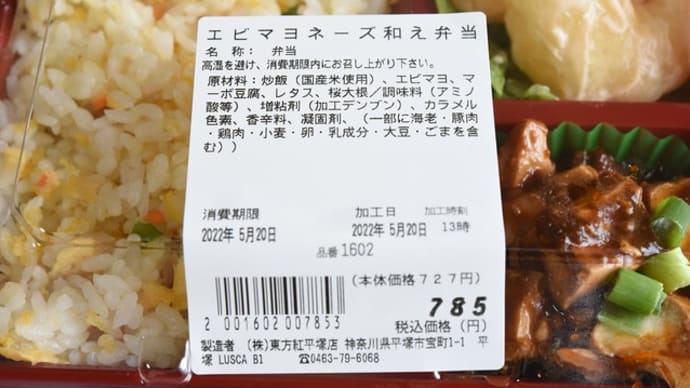 エビマヨネーズ和え弁当
名 称: 弁当
高温を避け、消費期限内にお召し上がり下さい。
原材料:炒飯(国産米使用)、エビマヨ、マー
ボ豆腐、レタス、桜大根/調味料(アミノ
酸等)、増粘剤(加工デンプン)、カラメル
色素、香辛料、凝固剤、(一部に海老・豚肉
・鶏肉・小麦・卵・乳成分・大豆・ごまを含
む))
消費期限 加工日 加工時刻
2022年 5月20日 2022年 5月20日 13時
品番1602
(本体価格727円)
785
2 001602 007853 税込価格(円)
製造者 (株)東方紅平塚店 神奈川県平塚市宝町1-1 平
塚 LUSCA B1 ☎0463-79-6068